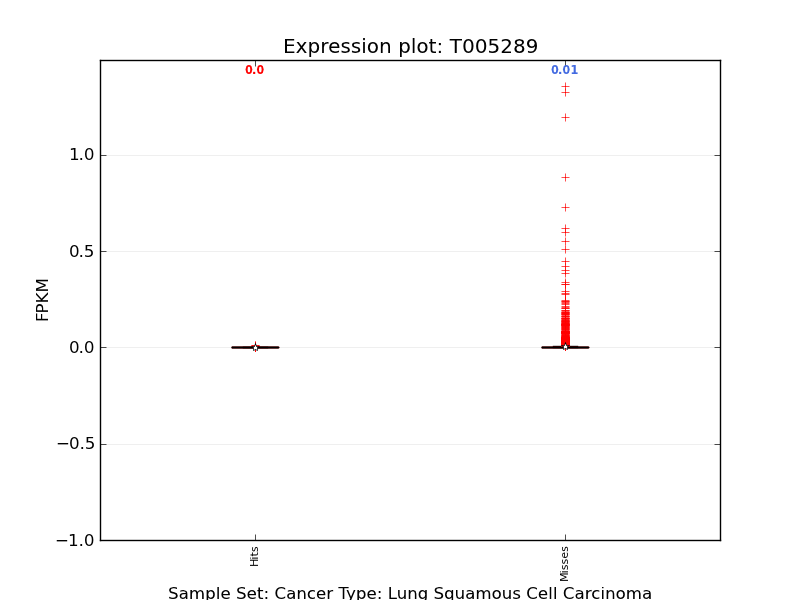 Expression plot: T005289
0.0 0.01
1.0
0.5
0.0
−0.5
−1.0
FPKM
Hits
Misses
Sample Set: Cancer Type: Lung Squamous Cell Carcinoma